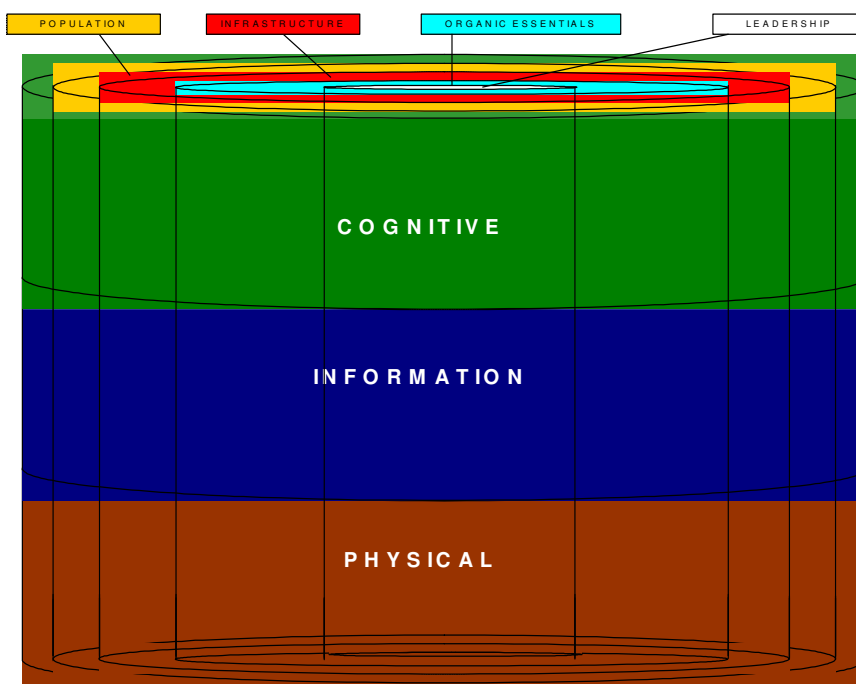 POPULATION
INFRASTRUCTURE
ORGANIC ESSENTIALS
LEADERSHIP
COGNITIVE
INFORMATION
PHYSICAL